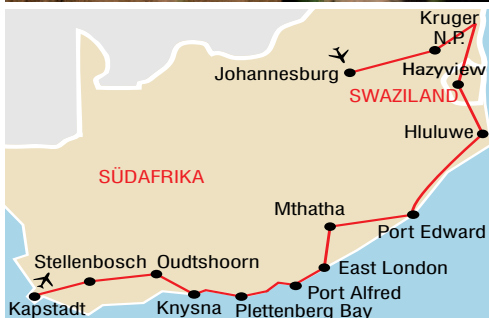 Kruger
N.P.
Johannesburg
Hazyview
SWAZILAND
Hluluwe
SÜDAFRIKA
Mthatha
Port Edward
Stellenbosch
Oudtshoorn
East London
Port Alfred
Kapstadt
Knysna
Plettenberg Bay